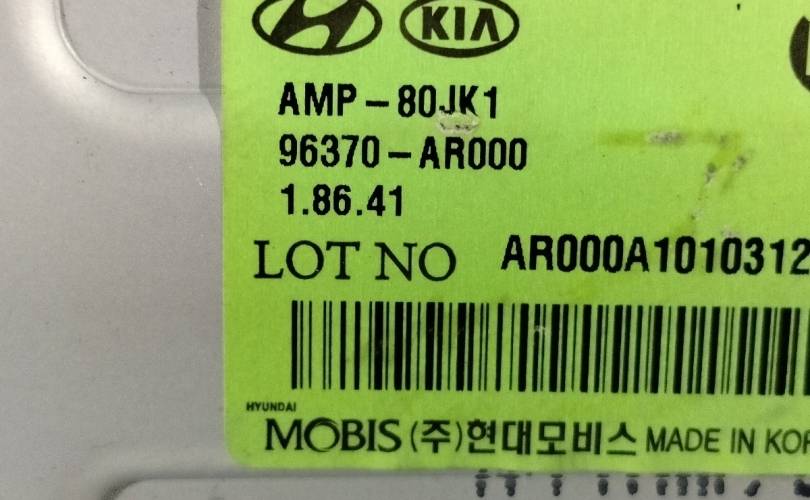 KIA
AMP-80JK1
96370-AR000
1.86.41
LOT NO AR000A1010312
HYUNDAI
MOBIS (주)현대모비스 MADE IN KOR